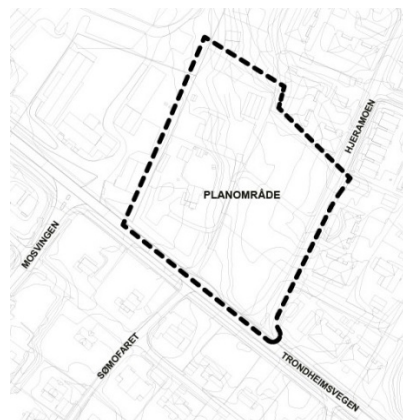 HJERAMOEN
PLANOMRÅDE
MOSVINGEN
SØMOFARET
TRONDHEIMSVEGEN